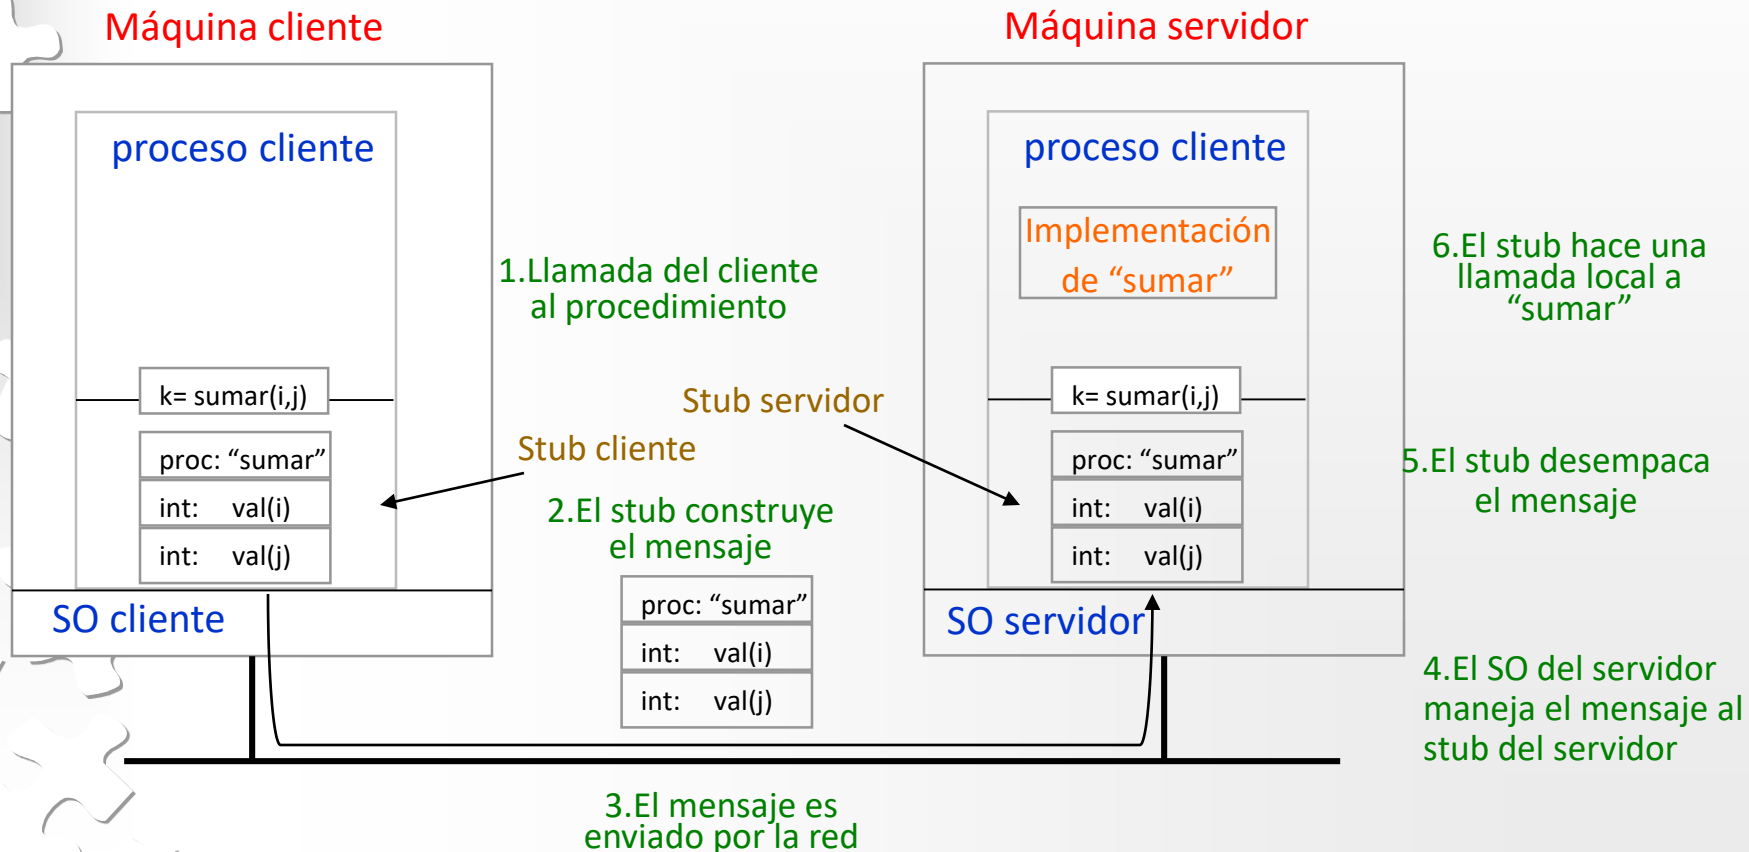 Máquina cliente
Máquina servidor
proceso cliente
proceso cliente
Implementación
de “sumar”
1.Llamada del cliente
al procedimiento
6.El stub hace una
llamada local a
“sumar”
k= sumar(i,j)
Stub servidor
k= sumar(i,j)
Stub cliente
proc: “sumar”
int: val(i)
int: val(j)
2.El stub construye
el mensaje
proc: “sumar”
int: val(i)
int: val(j)
5.El stub desempaca
el mensaje
SO cliente
proc: “sumar”
int: val(i)
int: val(j)
SO servidor
4.El SO del servidor
maneja el mensaje al
stub del servidor
3.El mensaje es
enviado por la red